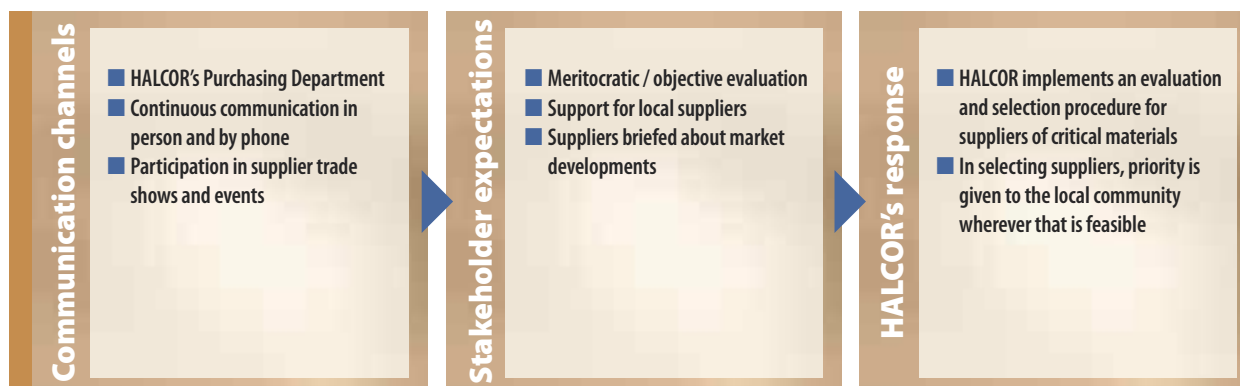 Communication channels
■ HALCOR's Purchasing Department
■ Continuous communication in
person and by phone
■ Participation in supplier trade
shows and events
Stakeholder expectations
■ Meritocratic / objective evaluation
■ Support for local suppliers
■ Suppliers briefed about market
developments
HALCOR's response
■ HALCOR implements an evaluation
and selection procedure for
suppliers of critical materials
■ In selecting suppliers, priority is
given to the local community
wherever that is feasible